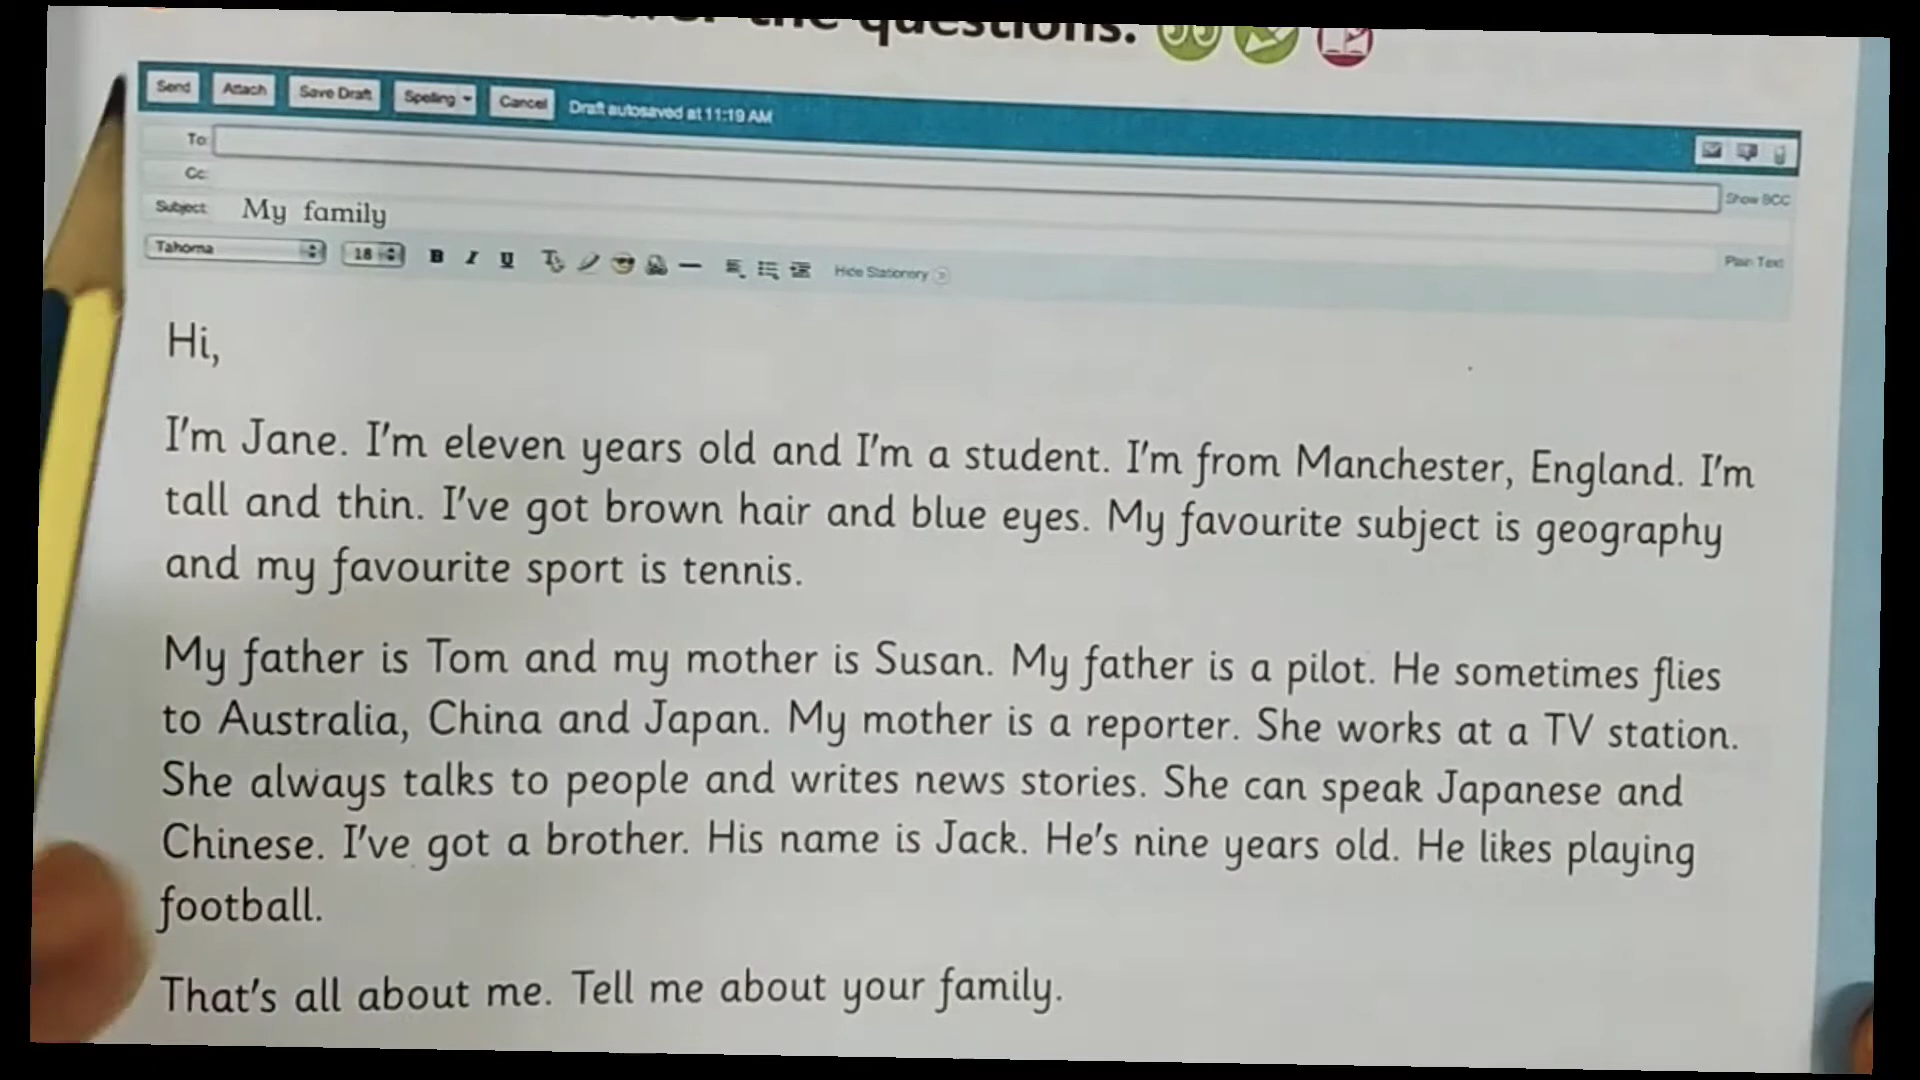 the questions.
Send Attach Save Draft Spelling Cancel Draft autosaved at 11:19 AM
To:
Show BCC
Cc:
Subject: My family
Plain Text
Tahoma 18 B I U Hide Stationery
Hi,
I'm Jane. I'm eleven years old and I'm a student. I'm from Manchester, England. I'm
tall and thin. I've got brown hair and blue eyes. My favourite subject is geography
and my favourite sport is tennis.
My father is Tom and my mother is Susan. My father is a pilot. He sometimes flies
to Australia, China and Japan. My mother is a reporter. She works at a TV station.
She always talks to people and writes news stories. She can speak Japanese and
Chinese. I've got a brother. His name is Jack. He's nine years old. He likes playing
football.
That's all about me. Tell me about your family.